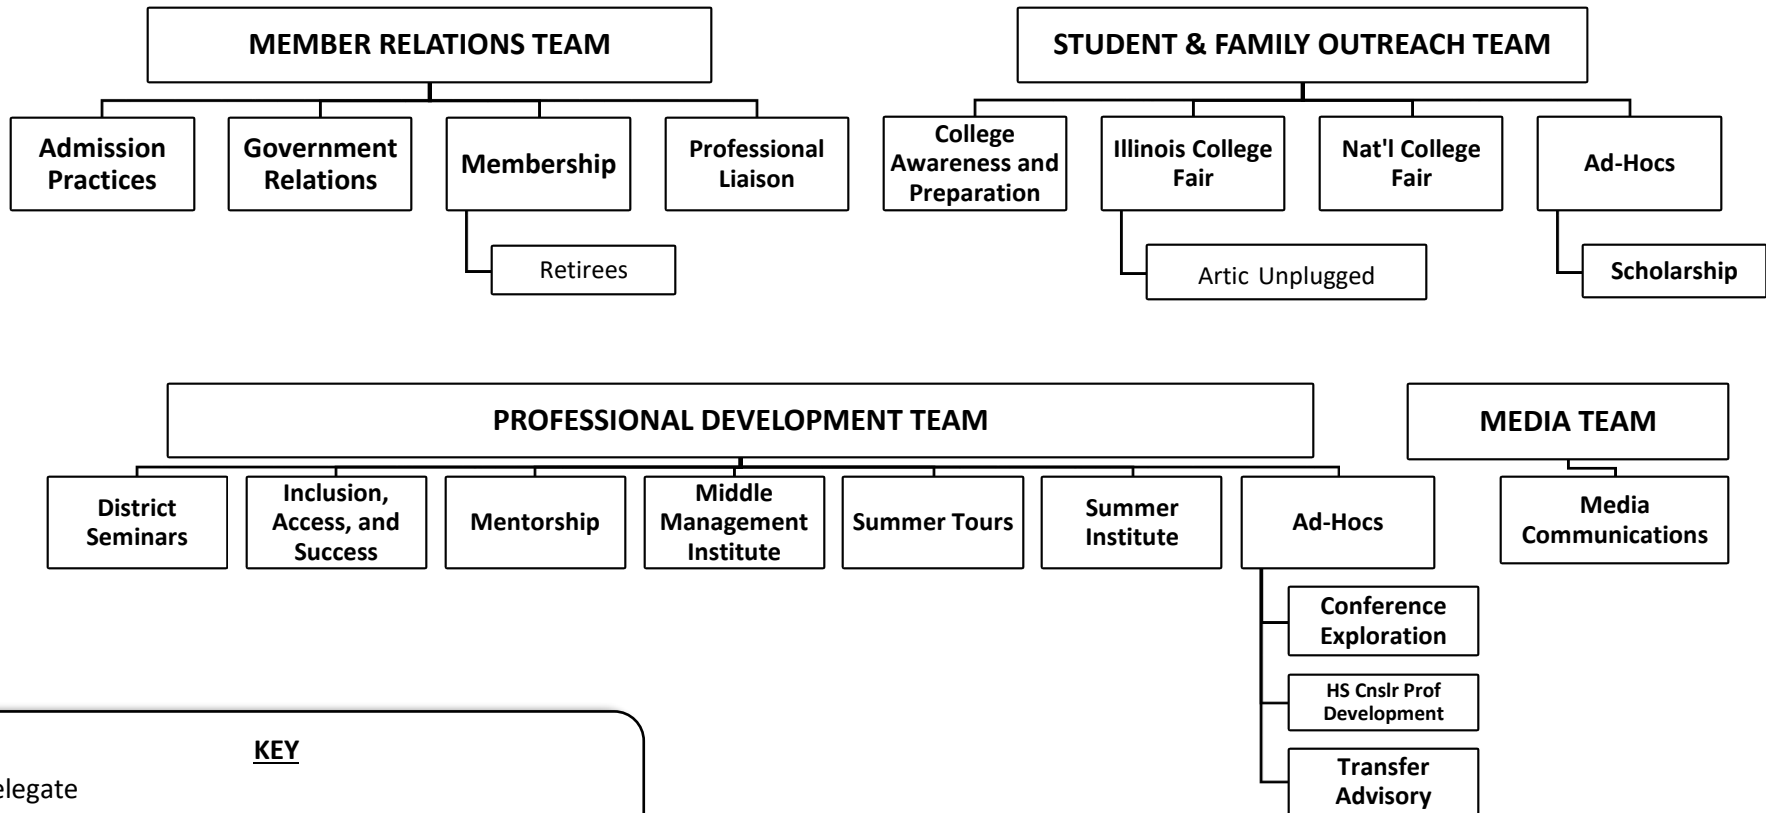 MEMBER RELATIONS TEAM
STUDENT & FAMILY OUTREACH TEAM
Admission
Practices
Government
Relations
Membership
Professional
Liaison
Retirees
College
Awareness and
Preparation
Illinois College
Fair
Nat'l College
Fair
Ad-Hocs
Artic Unplugged
Scholarship
PROFESSIONAL DEVELOPMENT TEAM
MEDIA TEAM
District
Seminars
Inclusion,
Access, and
Success
Mentorship
Middle
Management
Institute
Summer Tours
Summer
Institute
Ad-Hocs
Media
Communications
Conference
Exploration
HS Cnslr Prof
Development
Transfer
Advisory
KEY
elegate